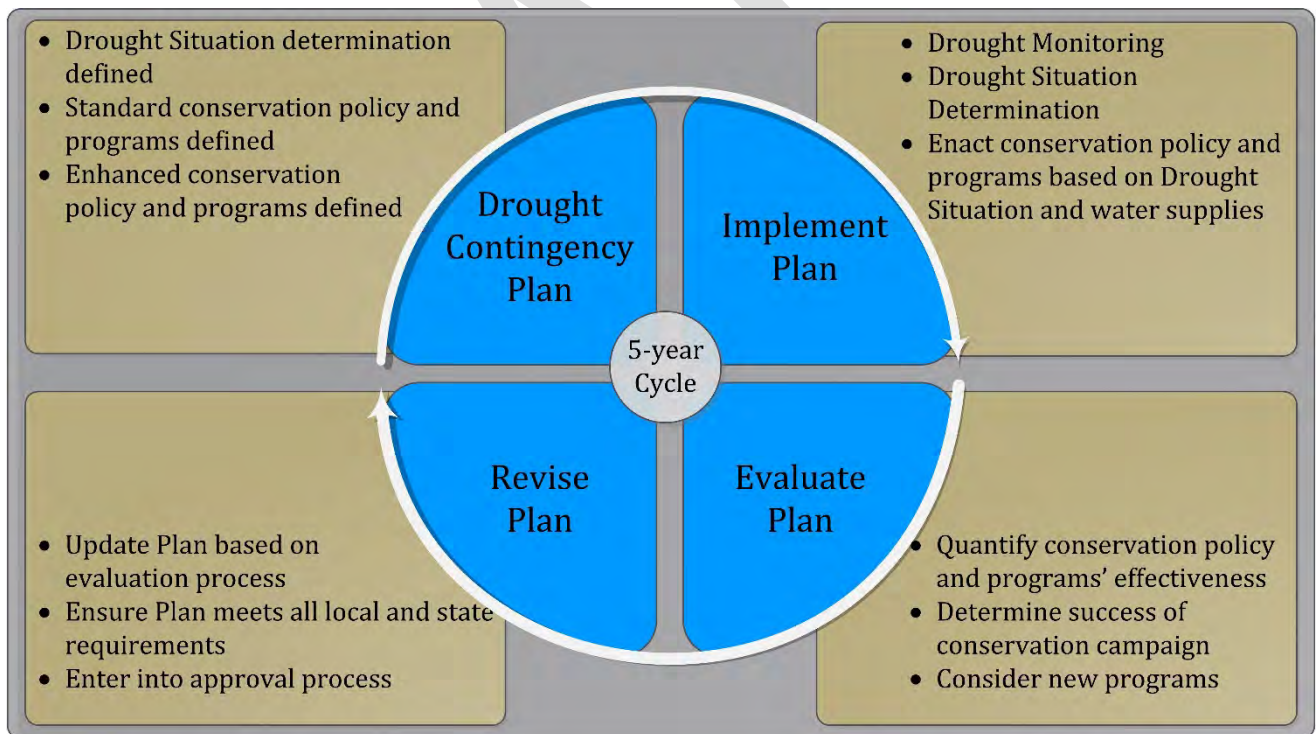 • Drought Situation determination
defined
• Standard conservation policy and
programs defined
• Enhanced conservation
policy and programs defined
• Drought Monitoring
• Drought Situation
Determination
• Enact conservation policy and
programs based on Drought
Situation and water supplies
Drought
Contingency
Plan
Implement
Plan
5-year
Cycle
Revise
Plan
Evaluate
Plan
• Update Plan based on
evaluation process
• Ensure Plan meets all local and state
requirements
• Enter into approval process
• Quantify conservation policy
and programs’ effectiveness
• Determine success of
conservation campaign
• Consider new programs